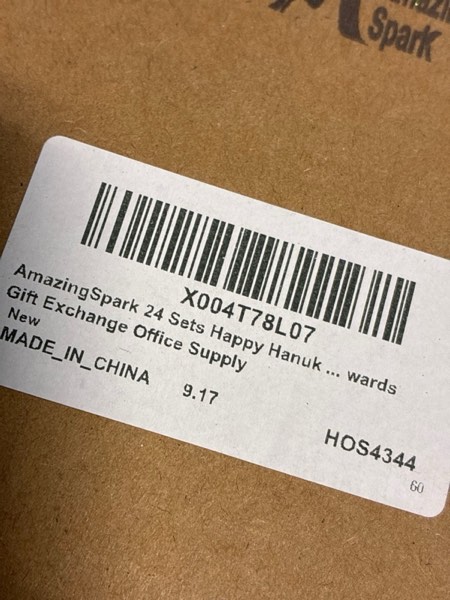 Spark
X004T78L07
AmazingSpark 24 Sets Happy Hanuk ... wards
Gift Exchange Office Supply
New
MADE_IN_CHINA
9.17
HOS4344
60